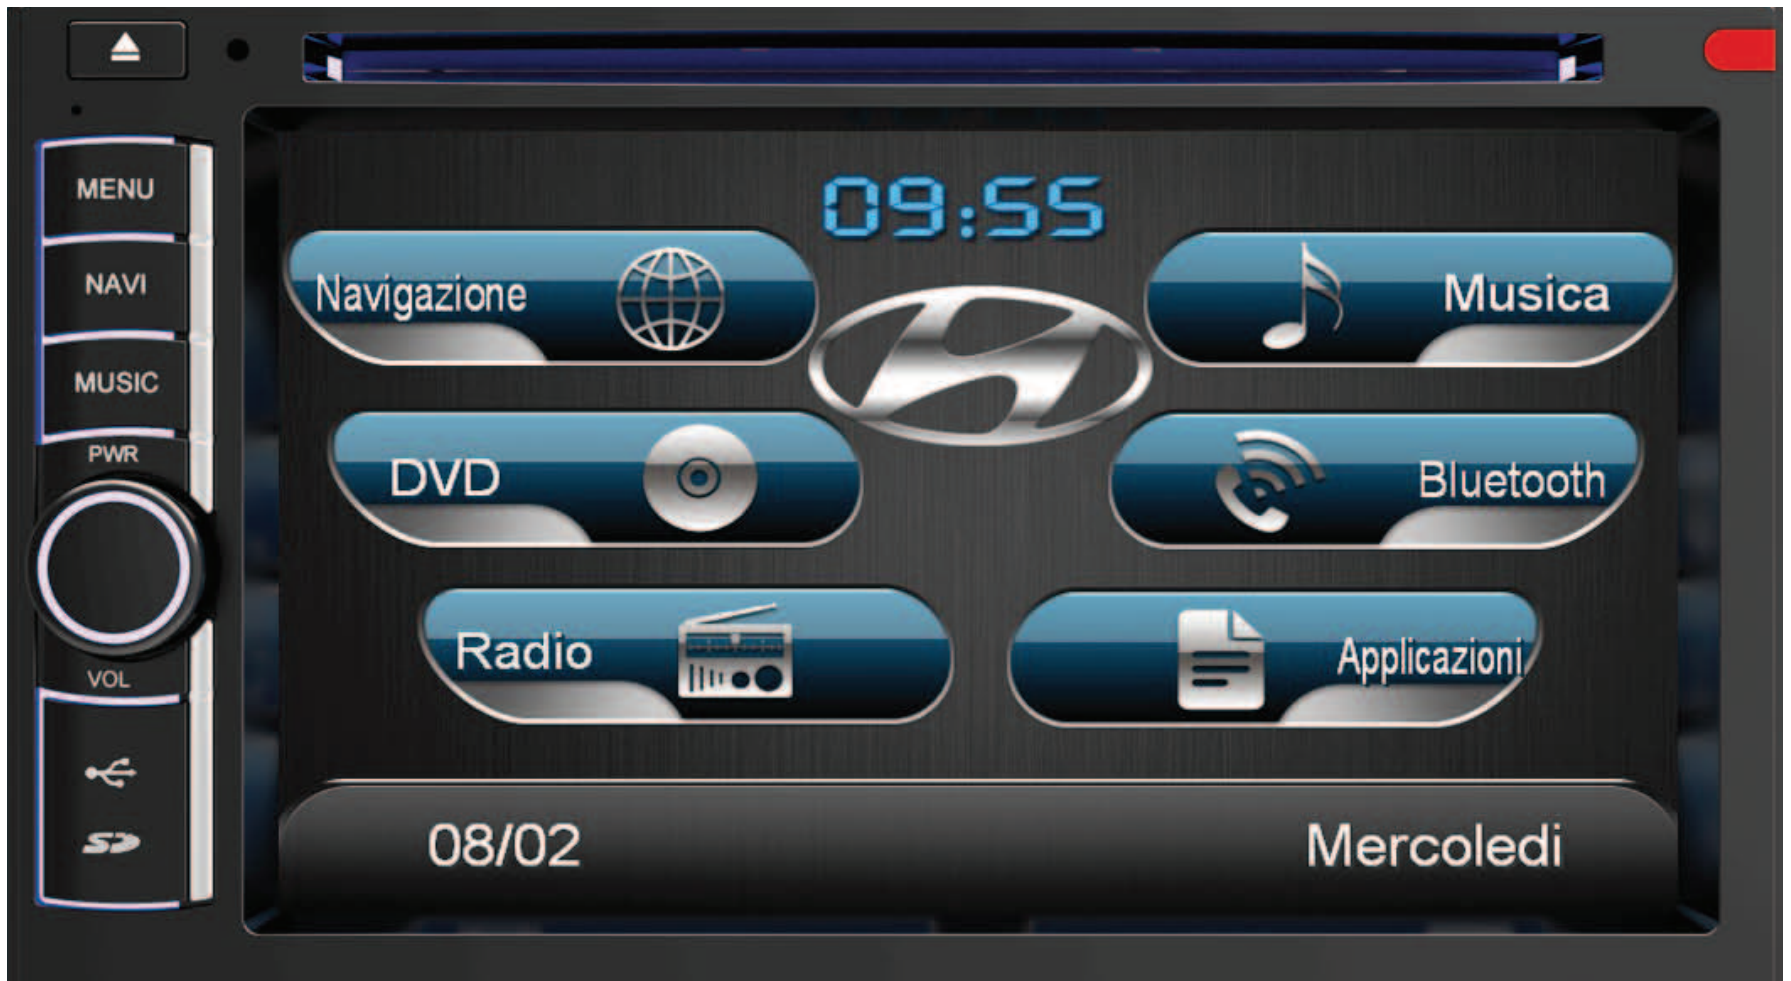 MENU
NAVI
MUSIC
PWR
VOL
09:55
Navigazione
Musica
DVD
Bluetooth
Radio
Applicazioni
08/02
Mercoledi